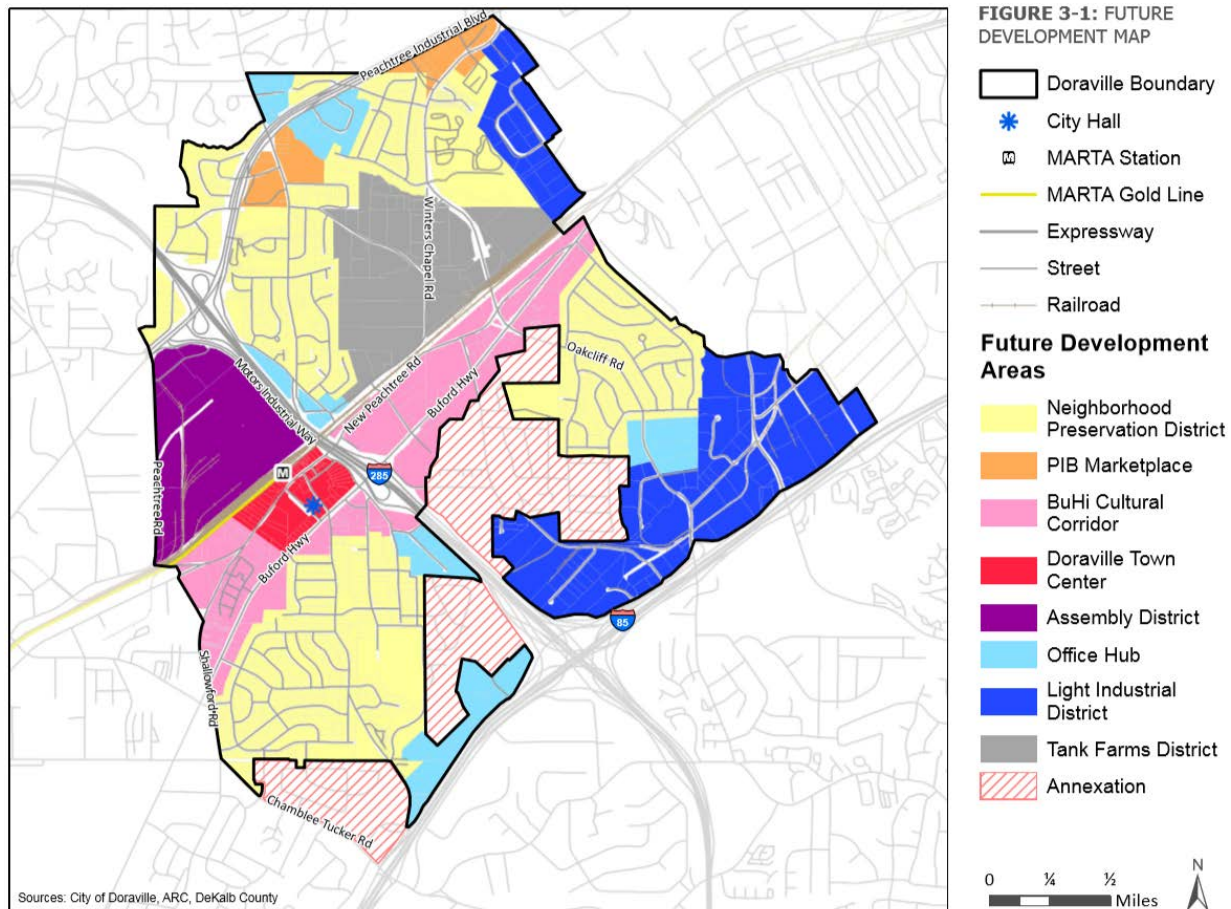 FIGURE 3-1: FUTURE
DEVELOPMENT MAP
Doraville Boundary
City Hall
M
MARTA Station
MARTA Gold Line
Expressway
Street
Railroad
Future Development
Areas
Neighborhood
Preservation District
PIB Marketplace
BuHi Cultural
Corridor
Doraville Town
Center
Assembly District
Office Hub
Light Industrial
District
Tank Farms District
Annexation
0 ¼ ½
Miles
N
Peachtree Industrial Blvd
Winters Chapel Rd
Oakcliff Rd
New Peachtree Rd
Buford Hwy
Motors Industrial Way
Peachtree Rd
M
285
Buford Hwy
85
Shallowford Rd
Chamblee Tucker Rd
Sources: City of Doraville, ARC, DeKalb County